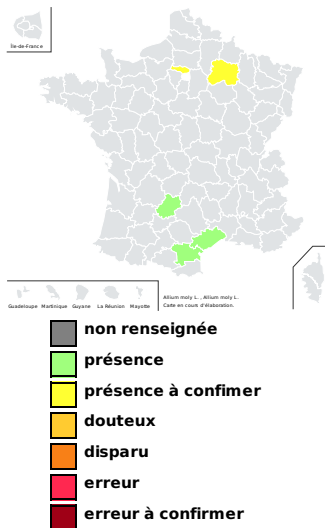 Île-de-France
Guadeloupe Martinique Guyane La Réunion Mayotte
Allium moly L. , Allium moly L.
Carte en cours d'élaboration.
non renseignée
présence
présence à confimer
douteux
disparu
erreur
erreur à confirmer